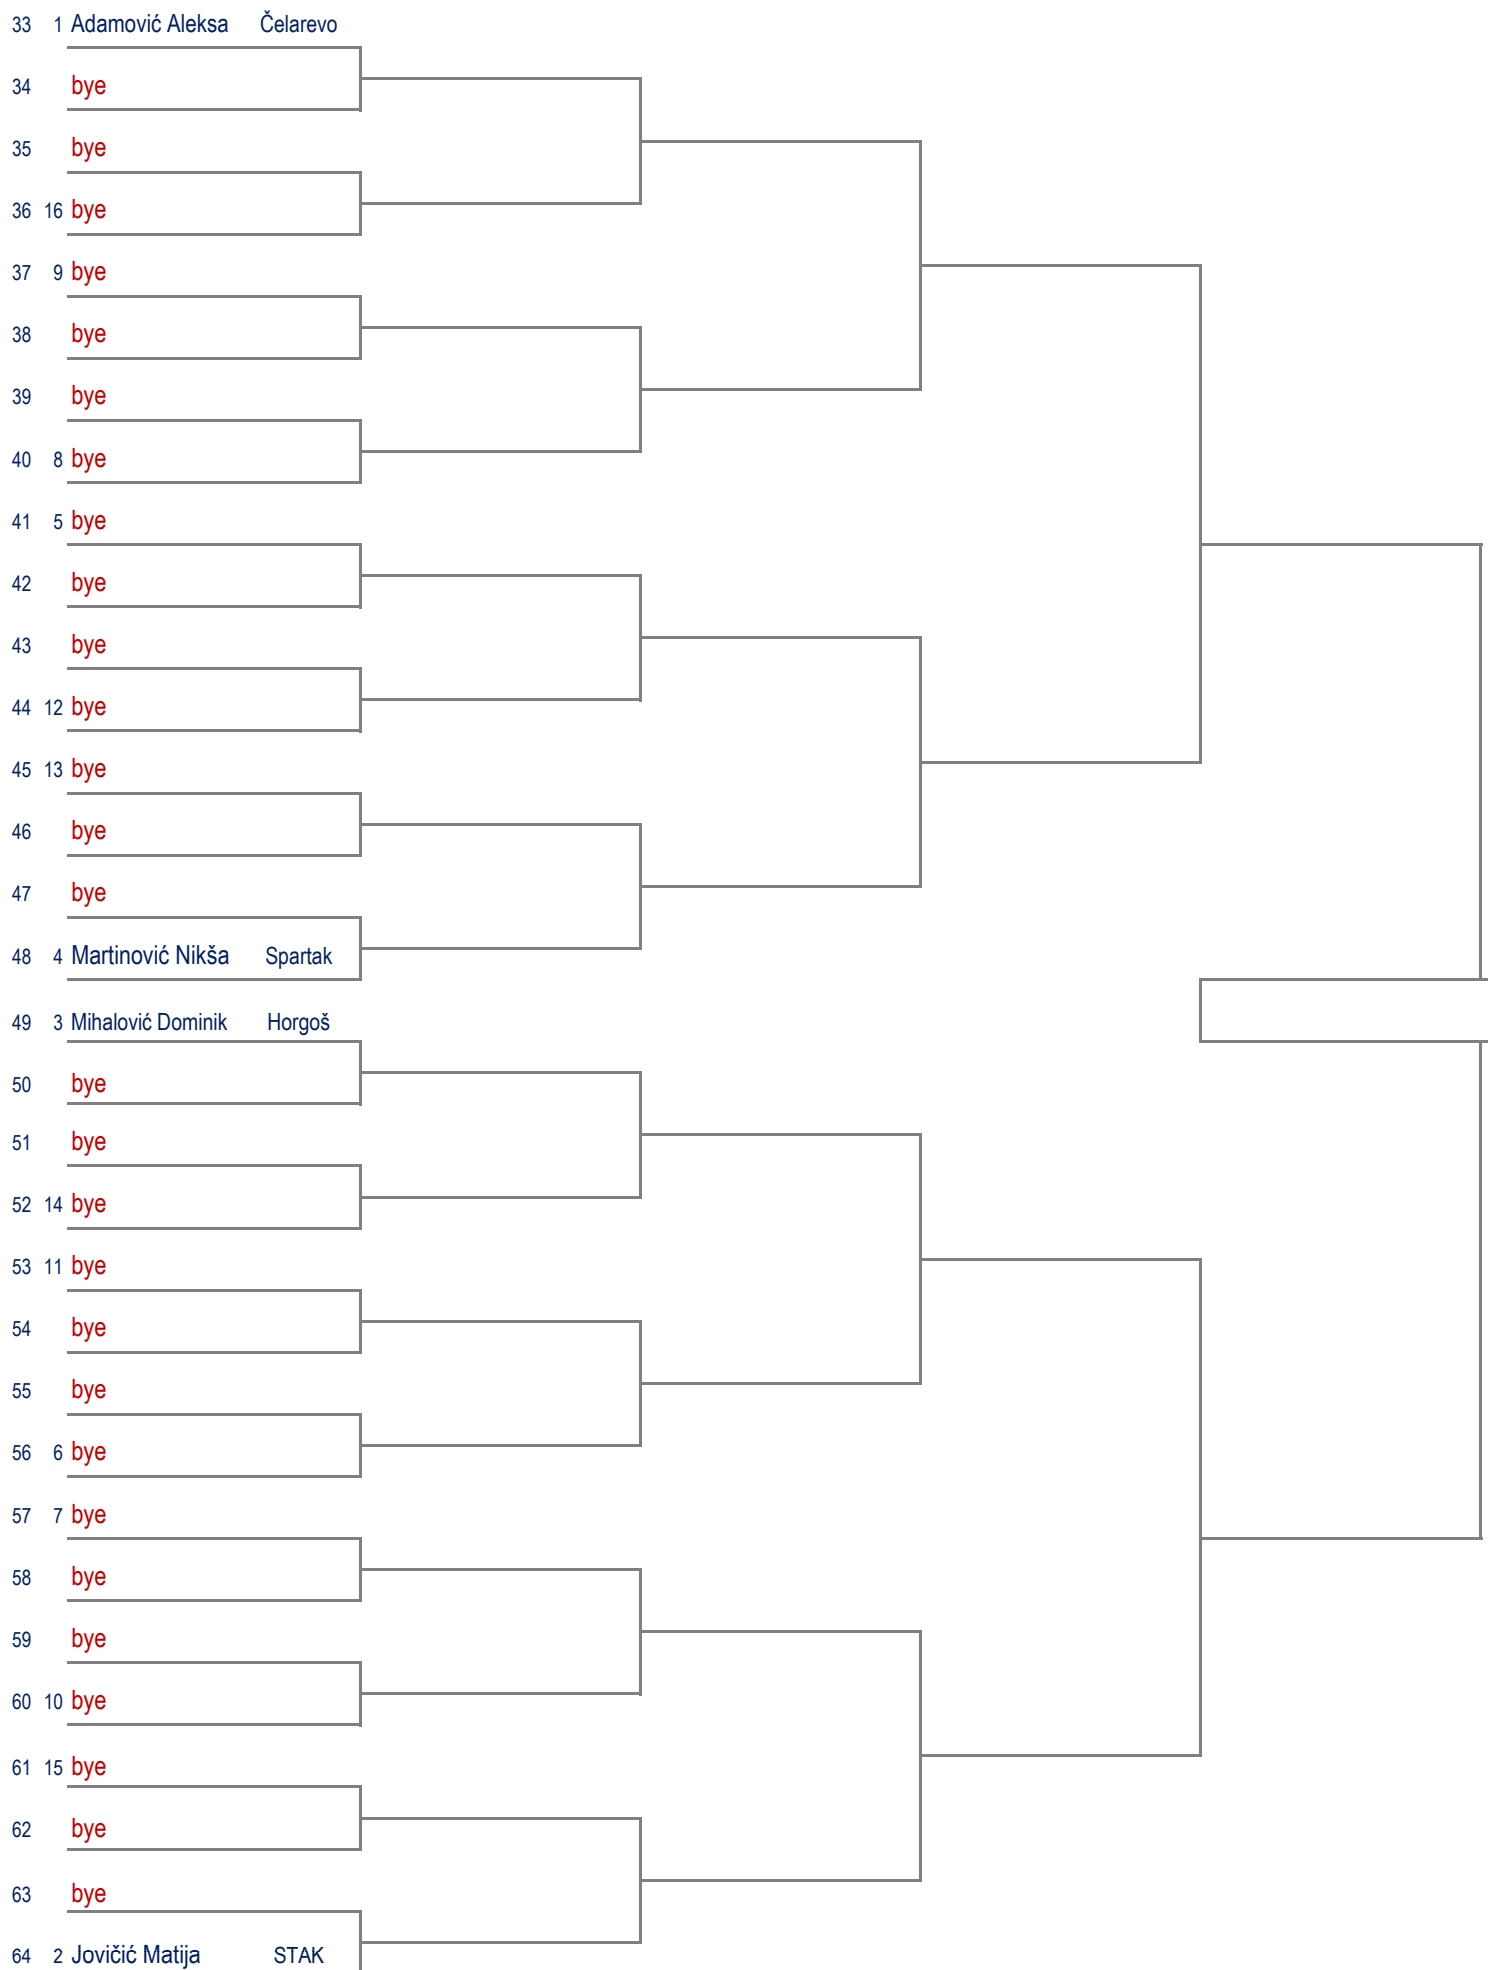 33 1 Adamović Aleksa Čelarevo
34 bye
35 bye
36 16 bye
37 9 bye
38 bye
39 bye
40 8 bye
41 5 bye
42 bye
43 bye
44 12 bye
45 13 bye
46 bye
47 bye
48 4 Martinović Nikša Spartak
49 3 Mihalović Dominik Horgoš
50 bye
51 bye
52 14 bye
53 11 bye
54 bye
55 bye
56 6 bye
57 7 bye
58 bye
59 bye
60 10 bye
61 15 bye
62 bye
63 bye
64 2 Jovičić Matija STAK